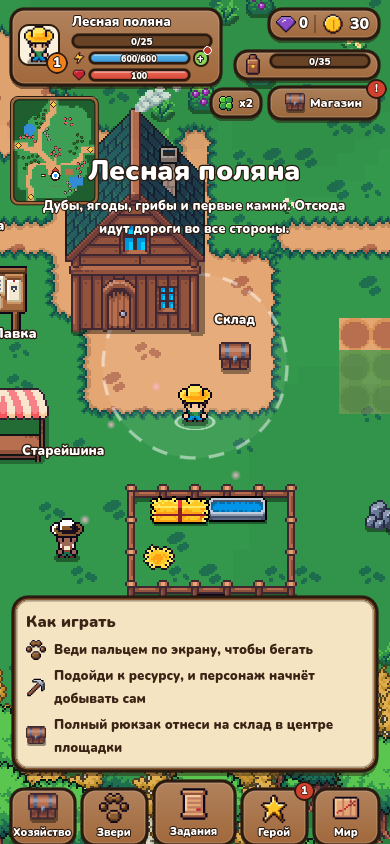 Лесная поляна
0/25
600/600
100
1
0
30
0/35
x2
Магазин
!
Лесная поляна
Дубы, ягоды, грибы и первые камни. Отсюда
идут дороги во все стороны.
Склад
Старейшина
Как играть
Веди пальцем по экрану, чтобы бегать
Подойди к ресурсу, и персонаж начнёт
добывать сам
Полный рюкзак отнеси на склад в центре
площадки
1
Хозяйство
Звери
Задания
Герой
Мир